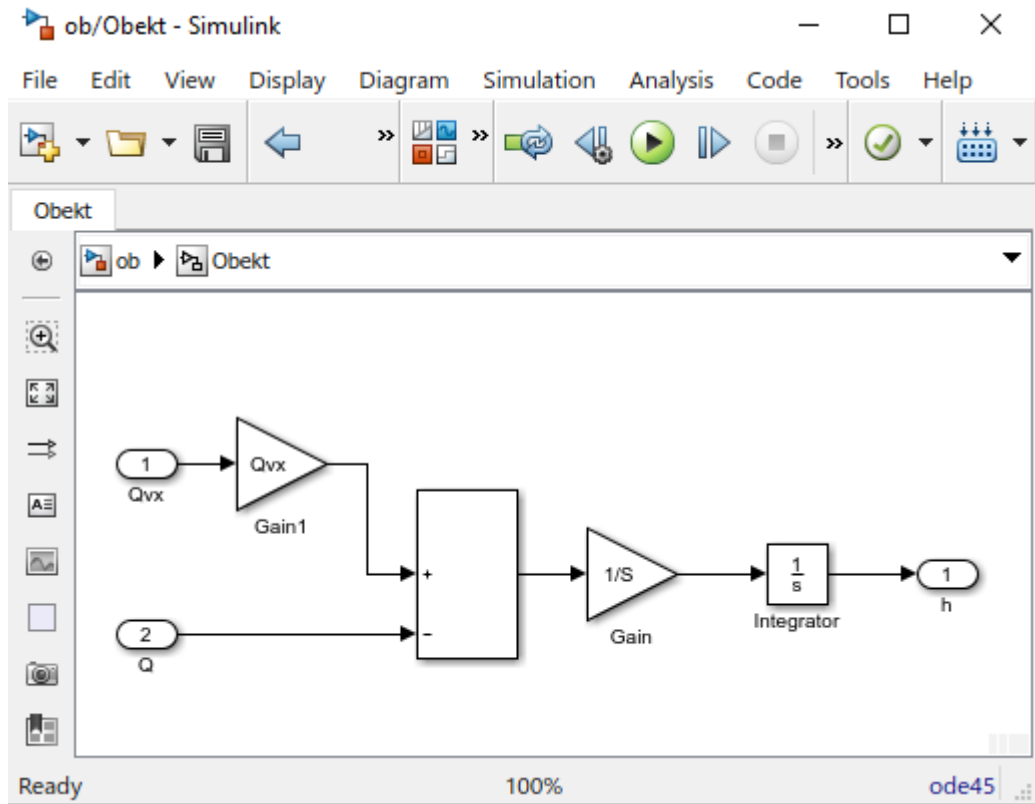 ob/Obekt - Simulink
File Edit View Display Diagram Simulation Analysis Code Tools Help
» » »
Obekt
ob Obekt
A
1
Qvx
Qvx
Gain1
+
1/S
Gain
1
s
Integrator
1
h
2
Q
−
Ready 100% ode45